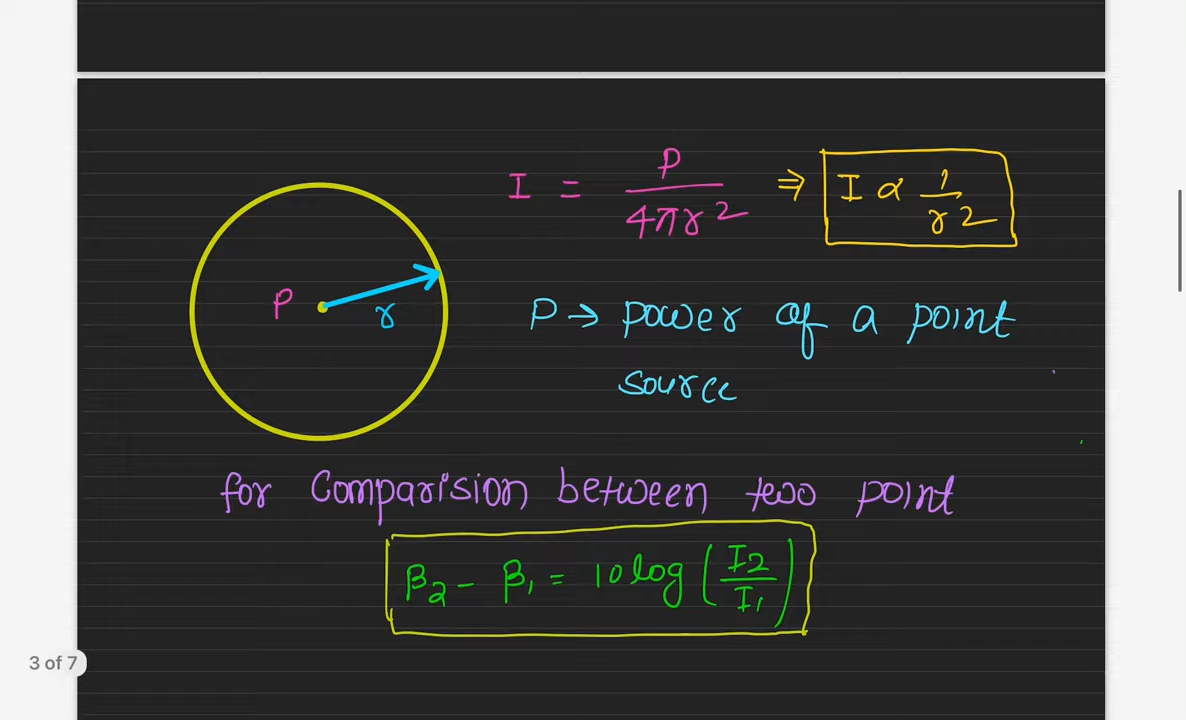 I = P / 4πr² ⇒ I ∝ 1 / r²
P
r
P → power of a point
source
for Comparision between two point
β₂ - β₁ = 10 log (I₂ / I₁)
3 of 7